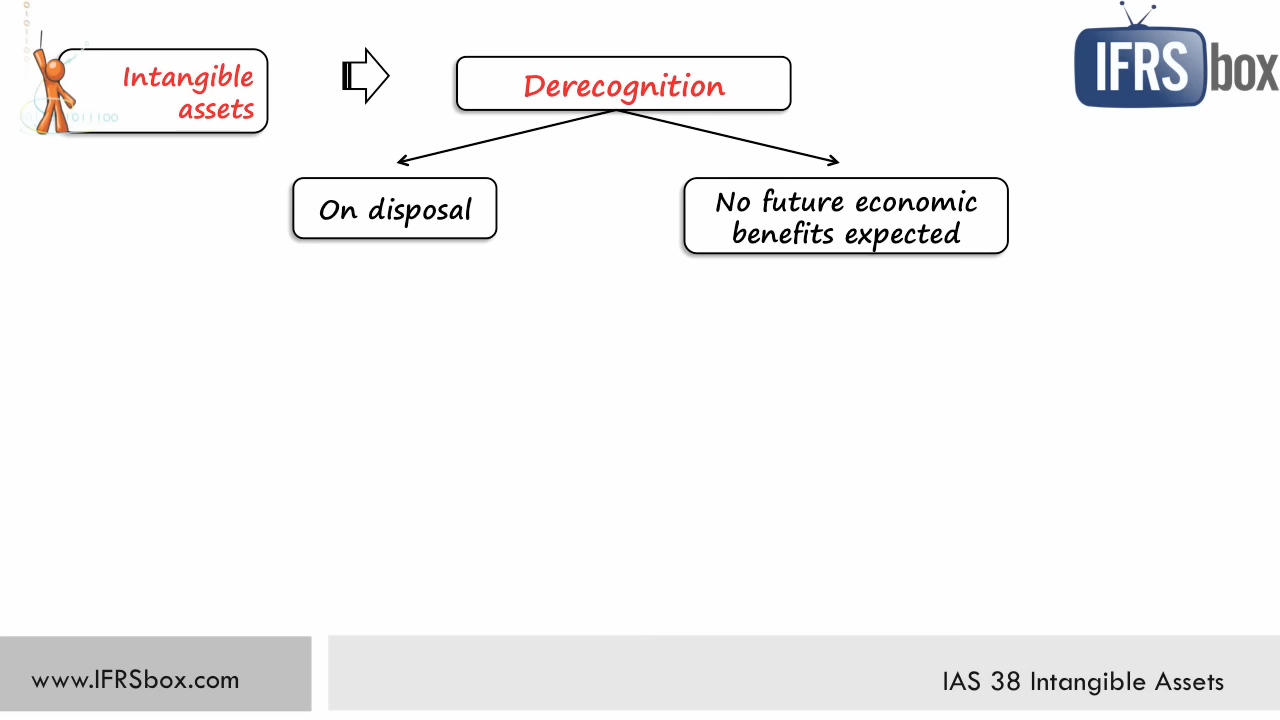 Intangible
assets
Derecognition
IFRS box
On disposal
No future economic
benefits expected
www.IFRSbox.com
IAS 38 Intangible Assets